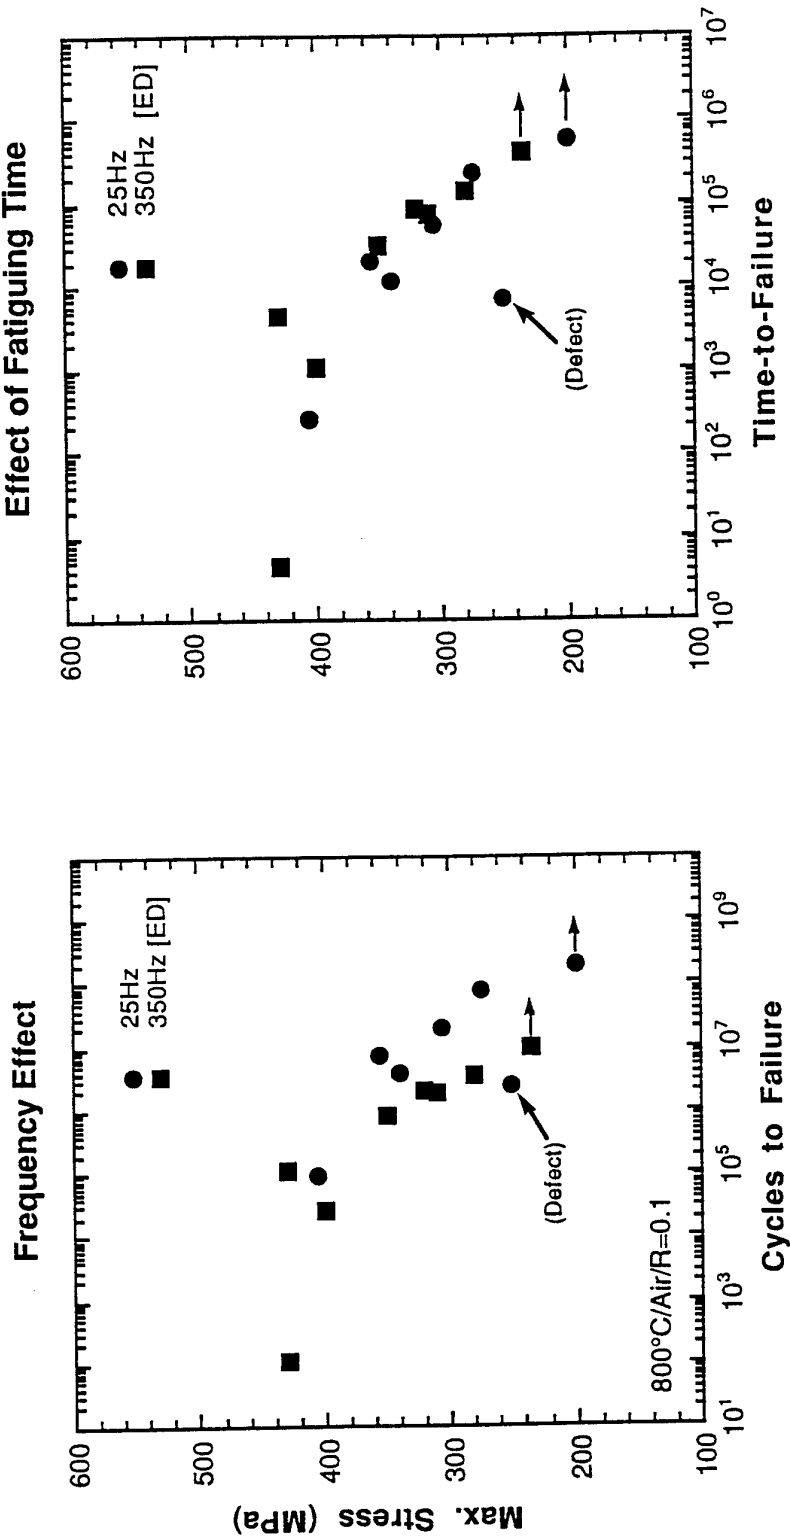 Frequency Effect
25Hz
350Hz [ED]
(Defect)
800°C/Air/R=0.1
600
500
400
300
200
100
Max. Stress (MPa)
10¹
10³
10⁵
10⁷
10⁹
Cycles to Failure
Effect of Fatiguing Time
25Hz
350Hz [ED]
(Defect)
600
500
400
300
200
100
10⁰
10¹
10²
10³
10⁴
10⁵
10⁶
10⁷
Time-to-Failure